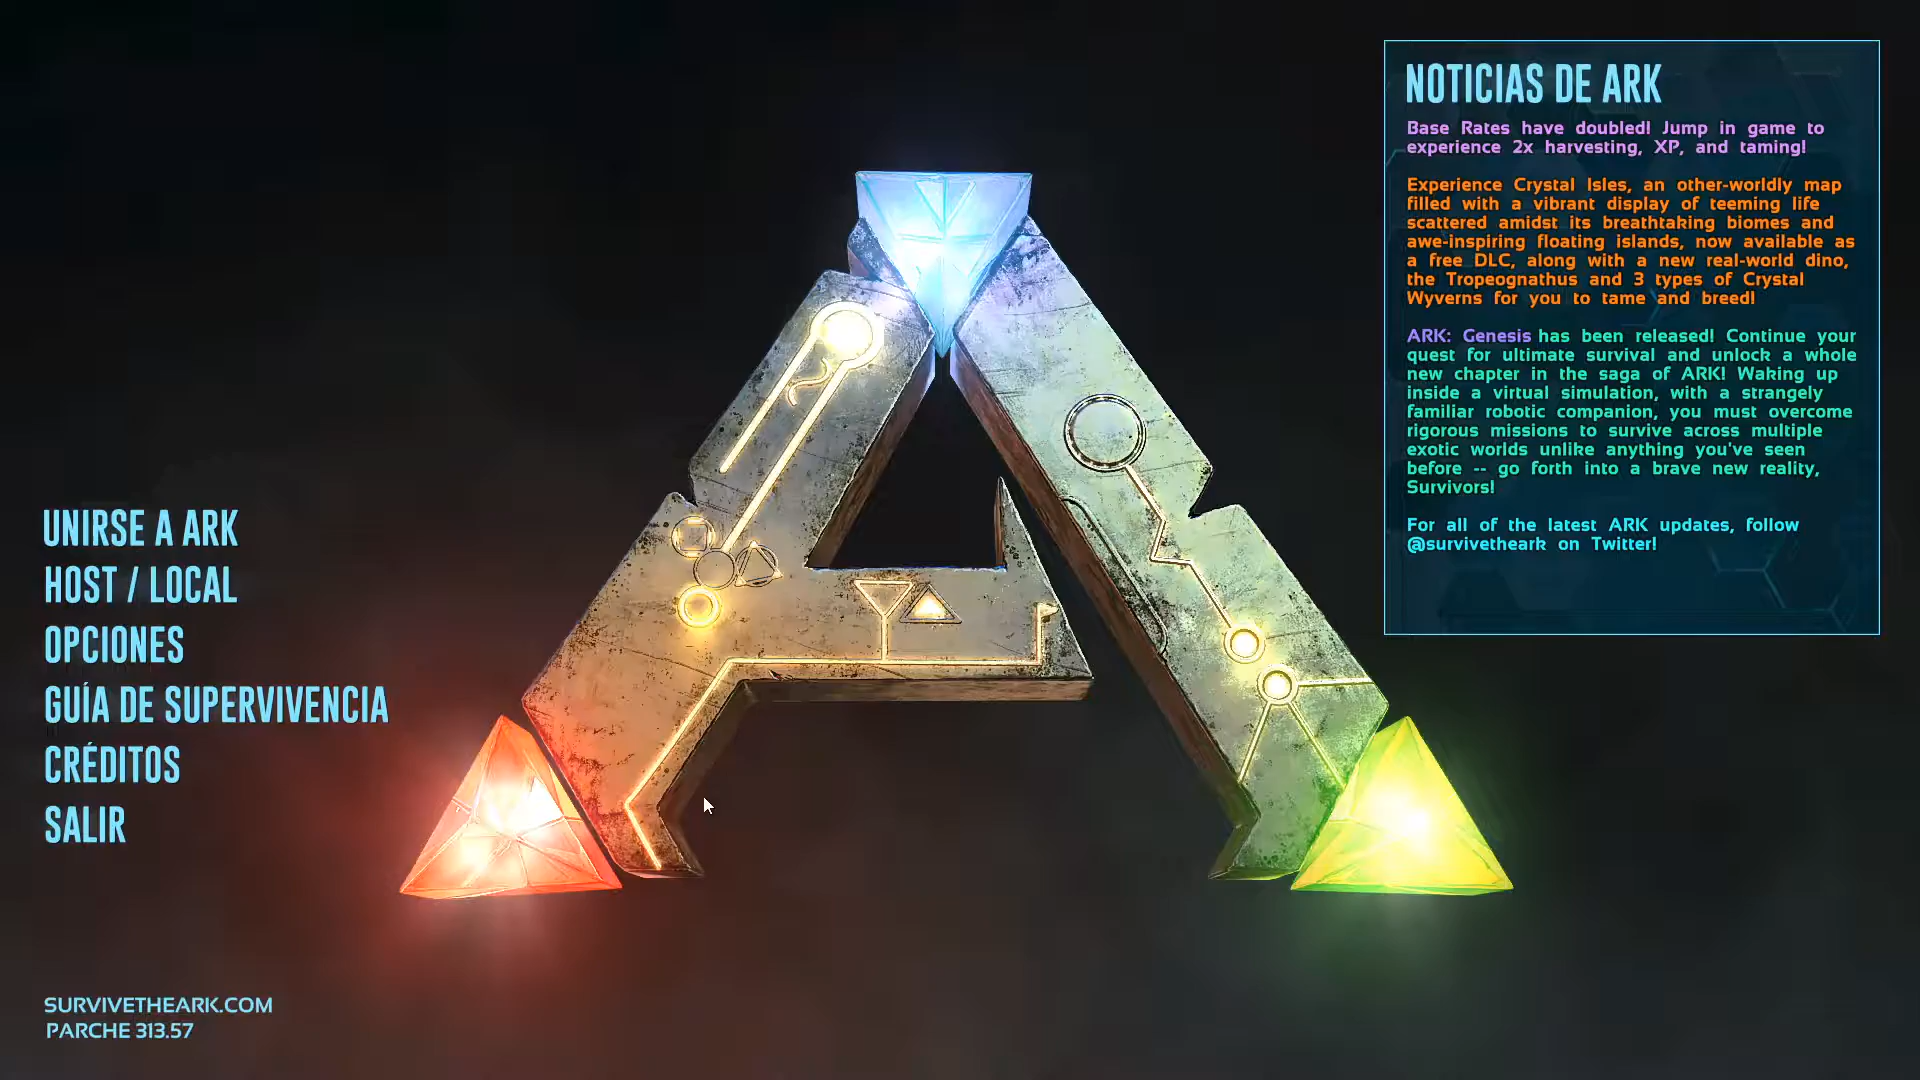 NOTICIAS DE ARK
Base Rates have doubled! Jump in game to
experience 2x harvesting, XP, and taming!
Experience Crystal Isles, an other-worldly map
filled with a vibrant display of teeming life
scattered amidst its breathtaking biomes and
awe-inspiring floating islands, now available as
a free DLC, along with a new real-world dino,
the Tropeognathus and 3 types of Crystal
Wyverns for you to tame and breed!
ARK: Genesis has been released! Continue your
quest for ultimate survival and unlock a whole
new chapter in the saga of ARK! Waking up
inside a virtual simulation, with a strangely
familiar robotic companion, you must overcome
rigorous missions to survive across multiple
exotic worlds unlike anything you've seen
before -- go forth into a brave new reality,
Survivors!
For all of the latest ARK updates, follow
@survivetheark on Twitter!
UNIRSE A ARK
HOST / LOCAL
OPCIONES
GUÍA DE SUPERVIVENCIA
CRÉDITOS
SALIR
SURVIVETHEARK.COM
PARCHE 313.57